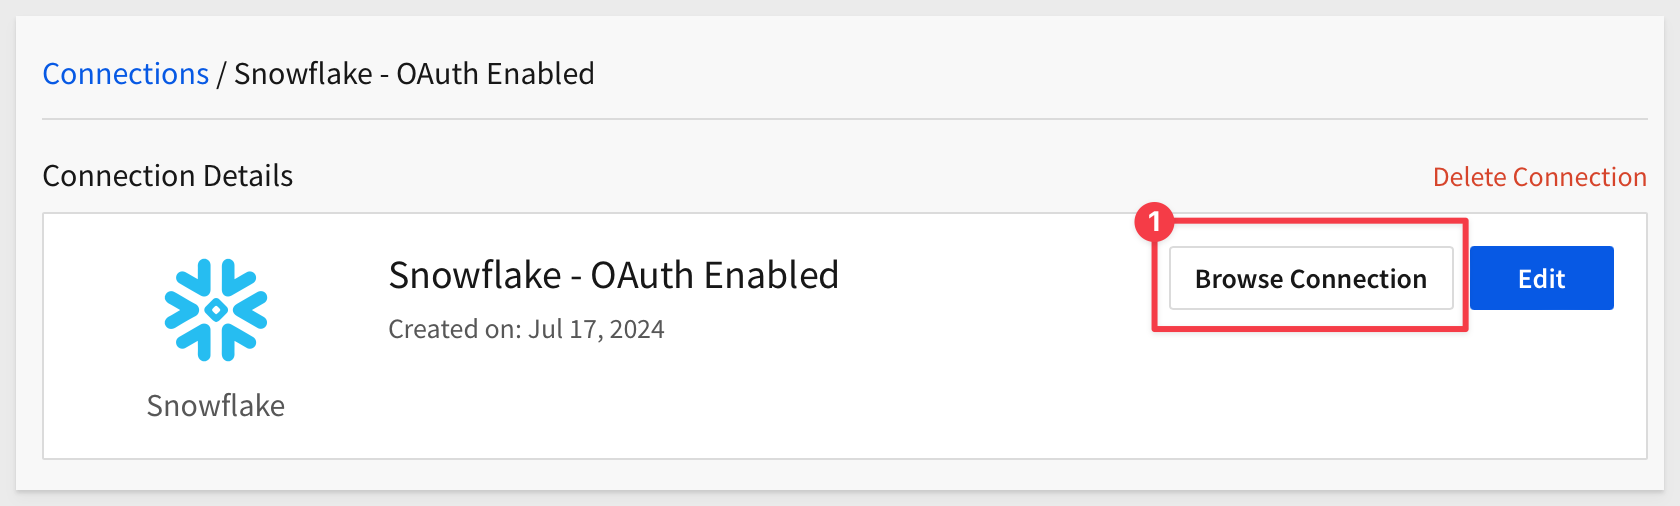 Connections / Snowflake - OAuth Enabled
Connection Details
Delete Connection
1
Snowflake - OAuth Enabled
Browse Connection
Edit
Created on: Jul 17, 2024
Snowflake